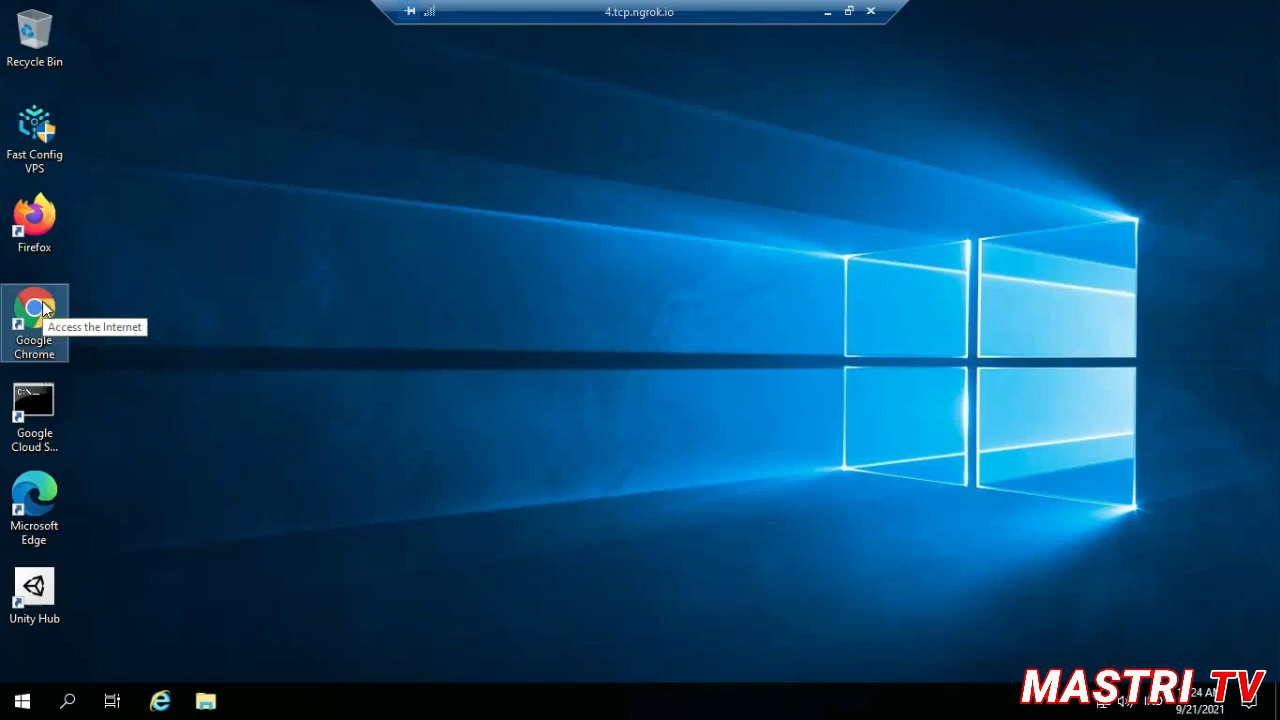 4.tcp.ngrok.io
Recycle Bin
Fast Config
VPS
Firefox
Access the Internet
Google
Chrome
C:\
Google
Cloud S...
Microsoft
Edge
Unity Hub
MASTRI TV
9/21/2021